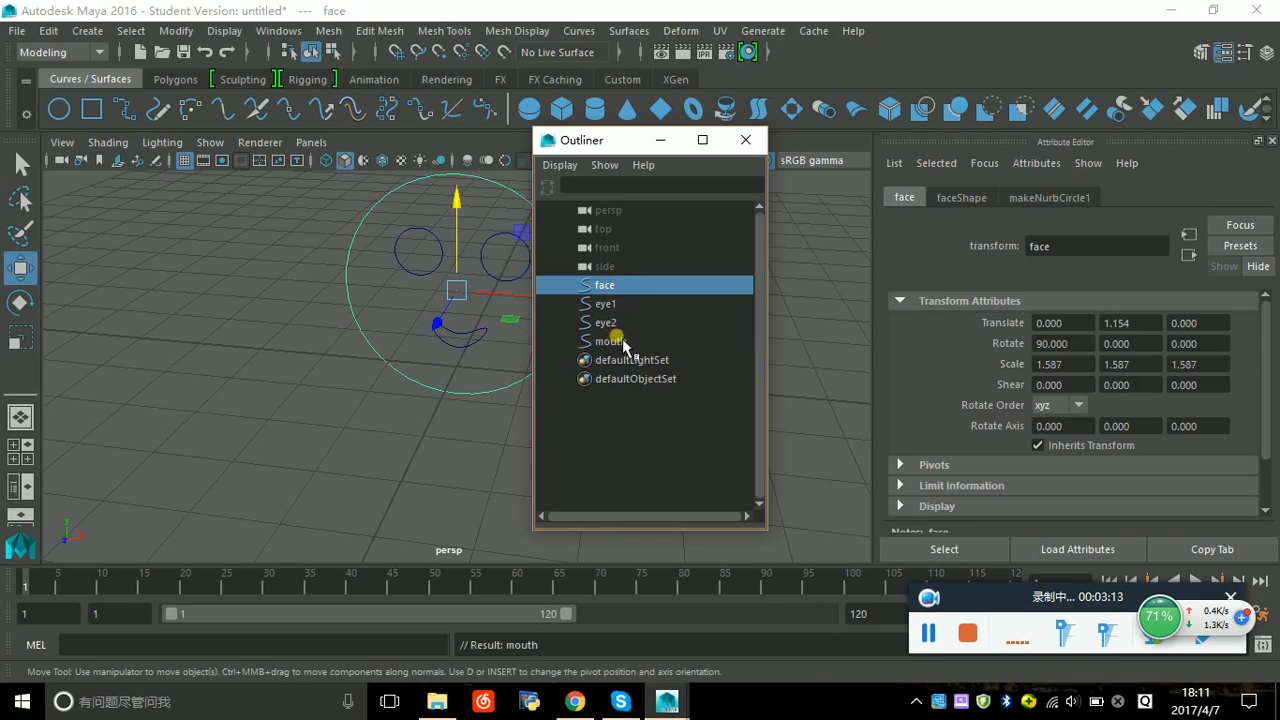 Autodesk Maya 2016 - Student Version: untitled*   ---   face
File Edit Create Select Modify Display Windows Mesh Edit Mesh Mesh Tools Mesh Display Curves Surfaces Deform UV Generate Cache Help
Modeling No Live Surface
Curves / Surfaces Polygons Sculpting Rigging Animation Rendering FX FX Caching Custom XGen
View Shading Lighting Show Renderer Panels sRGB gamma
Outliner
Display Show Help
persp
top
front
side
face
eye1
eye2
mouth
defaultLightSet
defaultObjectSet
Attribute Editor
List Selected Focus Attributes Show Help
face faceShape makeNurbCircle1
Focus
transform: face Presets
Show Hide
Transform Attributes
Translate 0.000 1.154 0.000
Rotate 90.000 0.000 0.000
Scale 1.587 1.587 1.587
Shear 0.000 0.000 0.000
Rotate Order xyz
Rotate Axis 0.000 0.000 0.000
Inherits Transform
Pivots
Limit Information
Display
Notes: face
Select Load Attributes Copy Tab
y
persp
1 5 10 15 20 25 30 35 40 45 50 55 60 65 70 75 80 85 90 95 100 105 110 115 12
1 1 1 120 120
录制中... 00:03:13
71% 0.4K/s
1.3K/s
MEL // Result: mouth
Move Tool: Use manipulator to move object(s). Ctrl+MMB+drag to move components along normals. Use D or INSERT to change the pivot position and axis orientation.
有问题尽管问我
18:11
2017/4/7